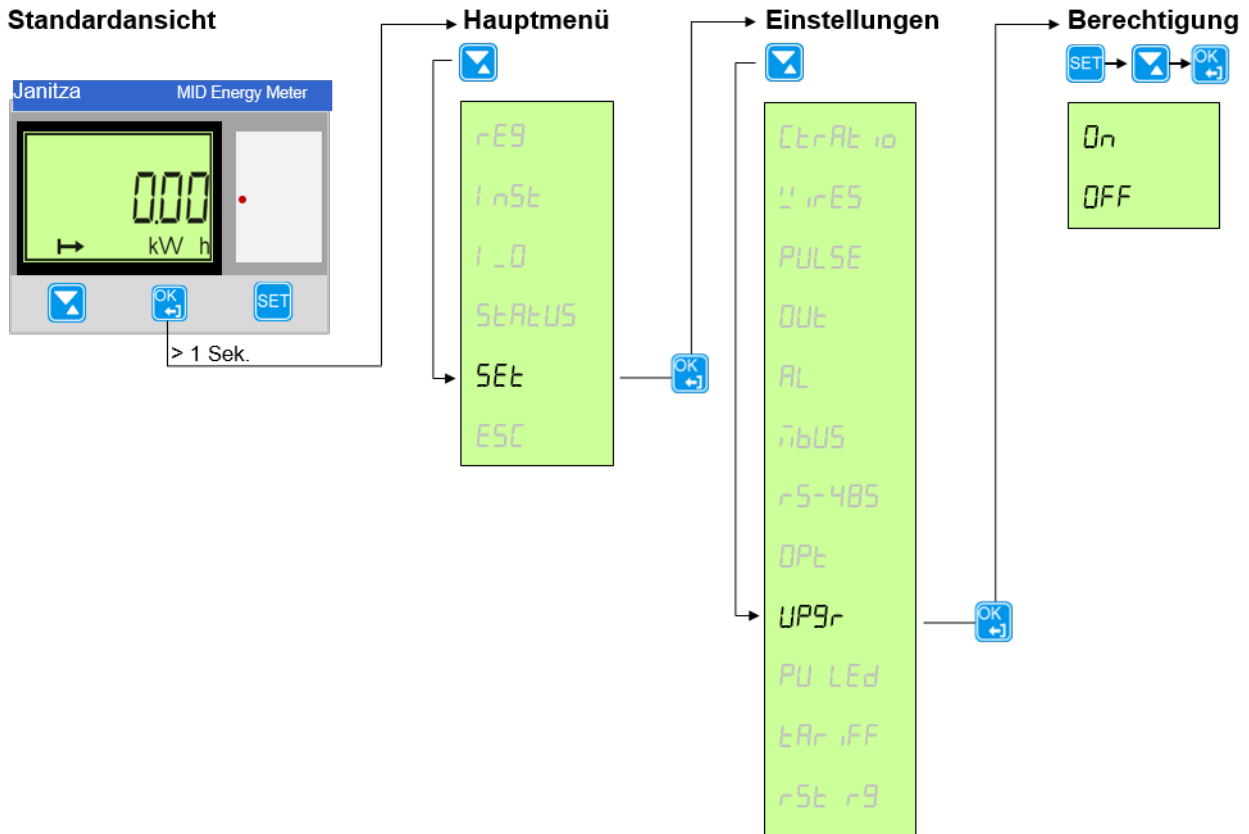 Standardansicht
Hauptmenü
Einstellungen
Berechtigung
SET OK
Janitza MID Energy Meter
0.00
kW h
OK SET
> 1 Sek.
rEg
InSt
I_O
StAtUS
SEt
ESC
OK
CtrAtio
WirES
PULSE
OUt
AL
mbUS
rS-485
OPt
UPgr
PU LEd
tAriFF
rSt rg
OK
On
OFF